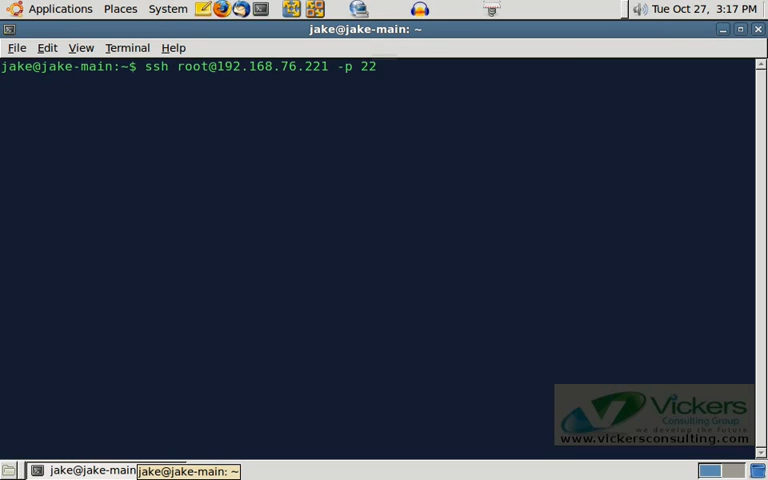 Applications Places System Tue Oct 27, 3:17 PM
jake@jake-main: ~
File Edit View Terminal Help
jake@jake-main:~$ ssh root@192.168.76.221 -p 22
Vickers
Consulting Group
we develop the future
www.vickersconsulting.com
jake@jake-main
jake@jake-main: ~